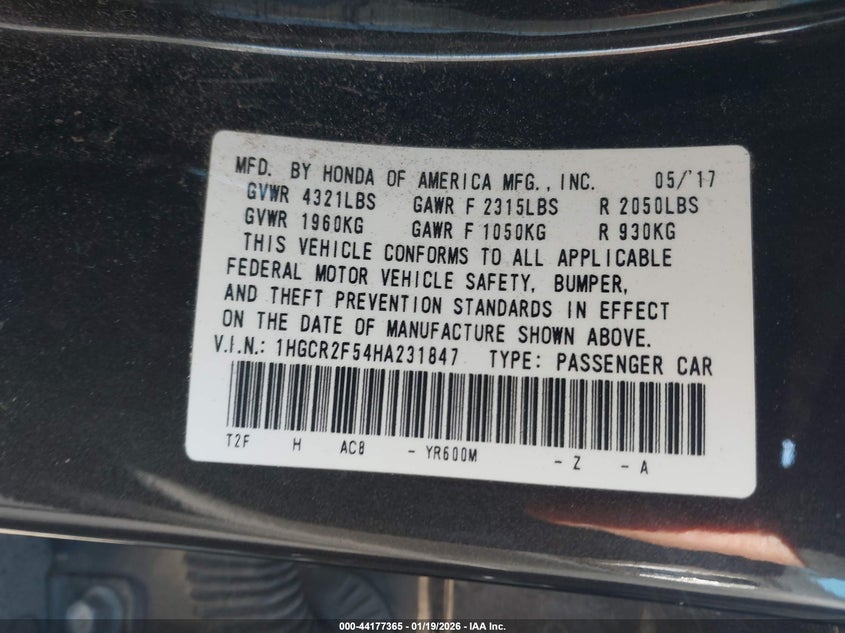 MFD. BY HONDA OF AMERICA MFG., INC. 05/'17
GVWR 4321LBS GAWR F 2315LBS R 2050LBS
GVWR 1960KG GAWR F 1050KG R 930KG
THIS VEHICLE CONFORMS TO ALL APPLICABLE
FEDERAL MOTOR VEHICLE SAFETY, BUMPER,
AND THEFT PREVENTION STANDARDS IN EFFECT
ON THE DATE OF MANUFACTURE SHOWN ABOVE.
V.I.N.: 1HGCR2F54HA231847 TYPE: PASSENGER CAR
T2F H AC8 - YR600M - Z - A
000-44177365 | 01/19/2026 | IAA Inc.